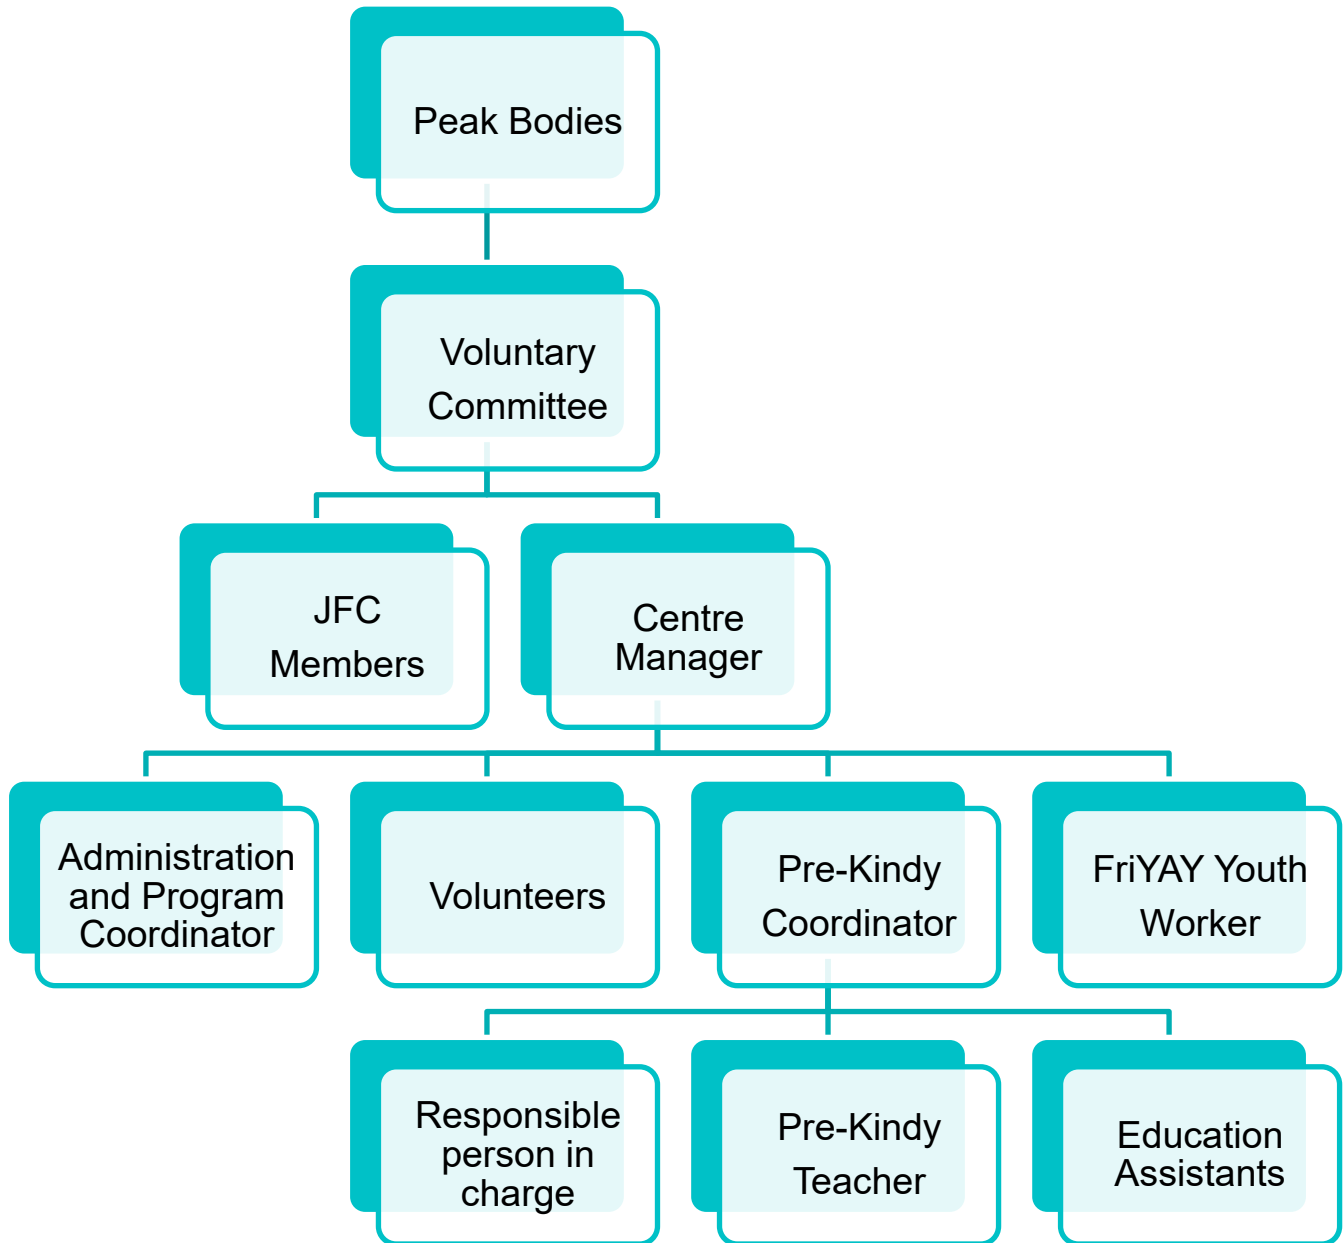 Peak Bodies
Voluntary
Committee
JFC
Members
Centre
Manager
Administration
and Program
Coordinator
Volunteers
Pre-Kindy
Coordinator
FriYAY Youth
Worker
Responsible
person in
charge
Pre-Kindy
Teacher
Education
Assistants